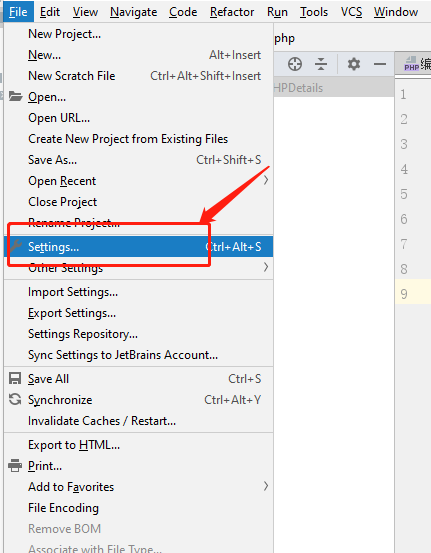 File Edit View Navigate Code Refactor Run Tools VCS Window
New Project...
php
New... Alt+Insert
New Scratch File Ctrl+Alt+Shift+Insert
PHP 编
Open...
HPDetails
1
Open URL...
2
Create New Project from Existing Files
3
Save As... Ctrl+Shift+S
4
Open Recent
5
Close Project
Rename Project...
6
Settings... Ctrl+Alt+S
7
Other Settings
8
Import Settings...
9
Export Settings...
Settings Repository...
Sync Settings to JetBrains Account...
Save All Ctrl+S
Synchronize Ctrl+Alt+Y
Invalidate Caches / Restart...
Export to HTML...
Print...
Add to Favorites
File Encoding
Remove BOM
Associate with File Type...